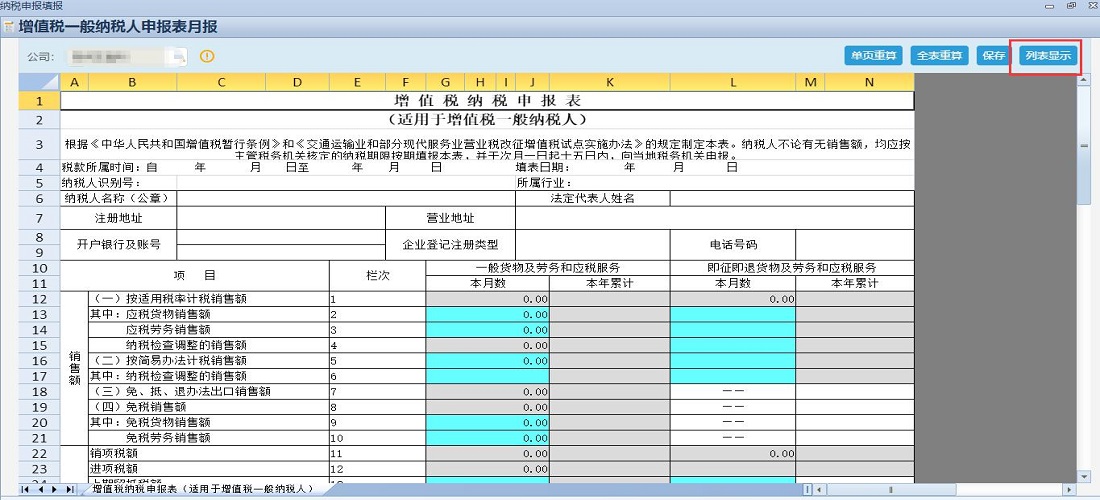 纳税申报填报
增值税一般纳税人申报表月报
公司: 单页重算 全表重算 保存 列表显示
A B C D E F G H I J K L M N
1 增 值 税 纳 税 申 报 表
2 （适用于增值税一般纳税人）
3 根据《中华人民共和国增值税暂行条例》和《交通运输业和部分现代服务业营业税改征增值税试点实施办法》的规定制定本表。纳税人不论有无销售额，均应按
主管税务机关核定的纳税期限按期填报本表，并于次月一日起十五日内，向当地税务机关申报。
4 税款所属时间：自 年 月 日至 年 月 日 填表日期： 年 月 日
5 纳税人识别号： 所属行业：
6 纳税人名称（公章） 法定代表人姓名
7 注册地址 营业地址
8 开户银行及账号 企业登记注册类型 电话号码
9
10 项 目 栏次 一般货物及劳务和应税服务 即征即退货物及劳务和应税服务
11 本月数 本年累计 本月数 本年累计
销售额
12 （一）按适用税率计税销售额 1 0.00 0.00
13 其中：应税货物销售额 2 0.00
14 应税劳务销售额 3 0.00
15 纳税检查调整的销售额 4 0.00
16 （二）按简易办法计税销售额 5 0.00
17 其中：纳税检查调整的销售额 6
18 （三）免、抵、退办法出口销售额 7 0.00 ——
19 （四）免税销售额 8 0.00 ——
20 其中：免税货物销售额 9 0.00 ——
21 免税劳务销售额 10 0.00 ——
22 销项税额 11 0.00 0.00
23 进项税额 12 0.00
增值税纳税申报表（适用于增值税一般纳税人）